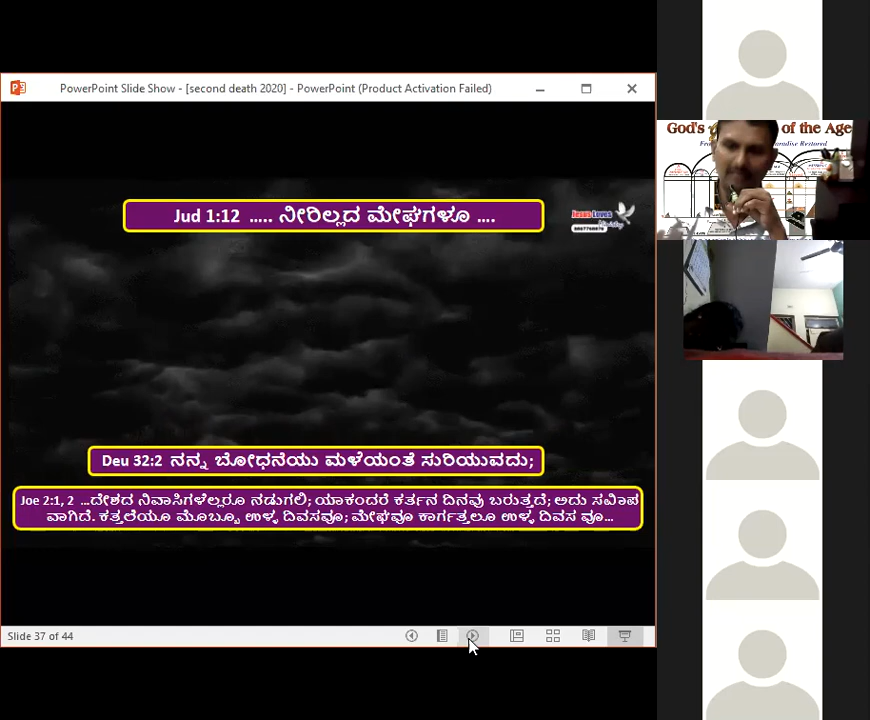 PowerPoint Slide Show - [second death 2020] - PowerPoint (Product Activation Failed)
God's of the Age
Paradise Restored
Jud 1:12 ..... ನೀರಿಲ್ಲದ ಮೇಘಗಳೂ ....
Jesus Loves
Deu 32:2 ನನ್ನ ಬೋಧನೆಯು ಮಳೆಯಂತೆ ಸುರಿಯುವದು;
Joe 2:1, 2 ...ದೇಶದ ನಿವಾಸಿಗಳೆಲ್ಲರೂ ನಡುಗಲಿ; ಯಾಕಂದರೆ ಕರ್ತನ ದಿನವು ಬರುತ್ತದೆ; ಅದು ಸಮೀಪ
ವಾಗಿದೆ. ಕತ್ತಲೆಯೂ ಮೊಬ್ಬೂ ಉಳ್ಳ ದಿವಸವೂ; ಮೇಘವೂ ಕಾರ್ಗತ್ತಲೂ ಉಳ್ಳ ದಿವಸ ವೂ...
Slide 37 of 44